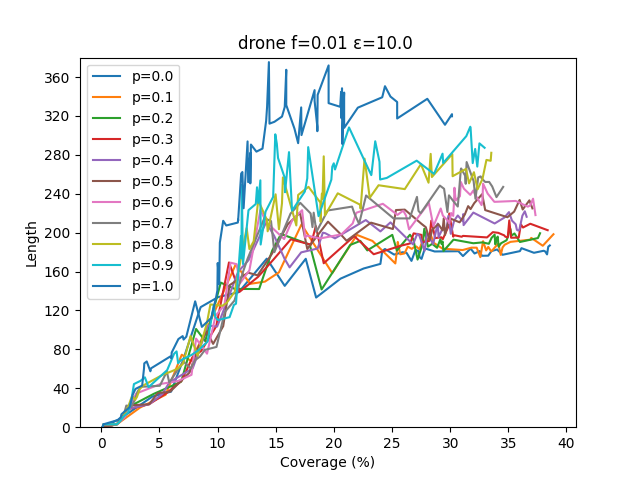 drone f=0.01 ε=10.0
Length
360
320
280
240
200
160
120
80
40
0
p=0.0
p=0.1
p=0.2
p=0.3
p=0.4
p=0.5
p=0.6
p=0.7
p=0.8
p=0.9
p=1.0
0 5 10 15 20 25 30 35 40
Coverage (%)